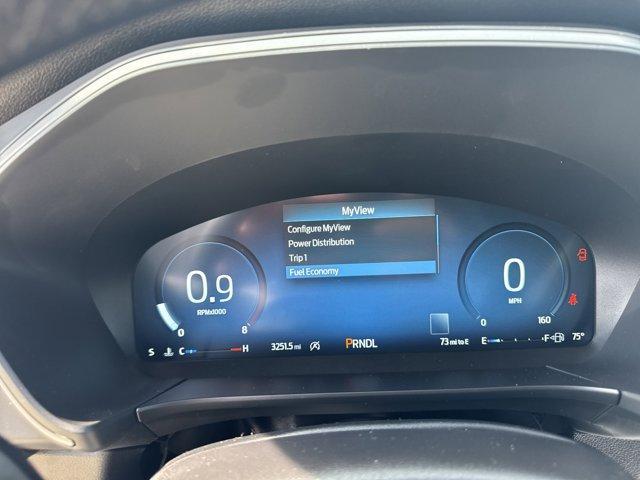 MyView
Configure MyView
Power Distribution
Trip 1
Fuel Economy
0.9
RPMx1000
0 8
0
MPH
0 160
S C H 3251.5 mi PRNDL 73 mi to E E F 75°